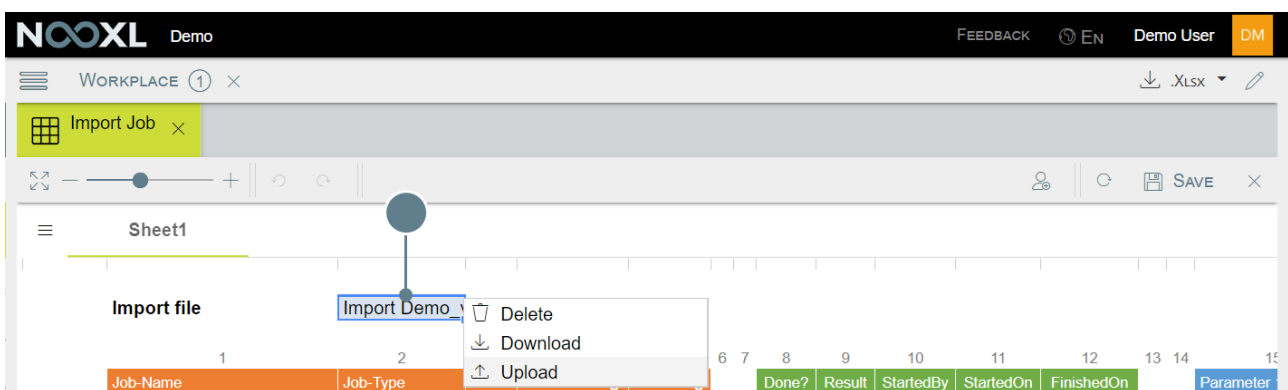 NOOXL Demo FEEDBACK EN Demo User DM
WORKPLACE 1 .XLSX
Import Job
SAVE
Sheet1
Import file Import Demo_
Delete
Download
Upload
1 2 6 7 8 9 10 11 12 13 14
Job-Name Job-Type Done? Result StartedBy StartedOn FinishedOn Parameter